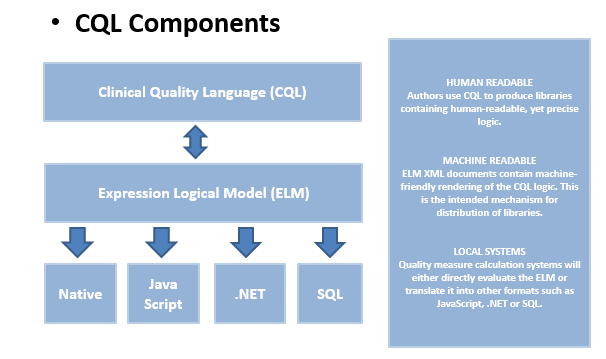 • CQL Components
Clinical Quality Language (CQL)
Expression Logical Model (ELM)
Native
Java
Script
.NET
SQL
HUMAN READABLE
Authors use CQL to produce libraries
containing human-readable, yet precise
logic.
MACHINE READABLE
ELM XML documents contain machine-
friendly rendering of the CQL logic. This
is the intended mechanism for
distribution of libraries.
LOCAL SYSTEMS
Quality measure calculation systems will
either directly evaluate the ELM or
translate it into other formats such as
JavaScript, .NET or SQL.